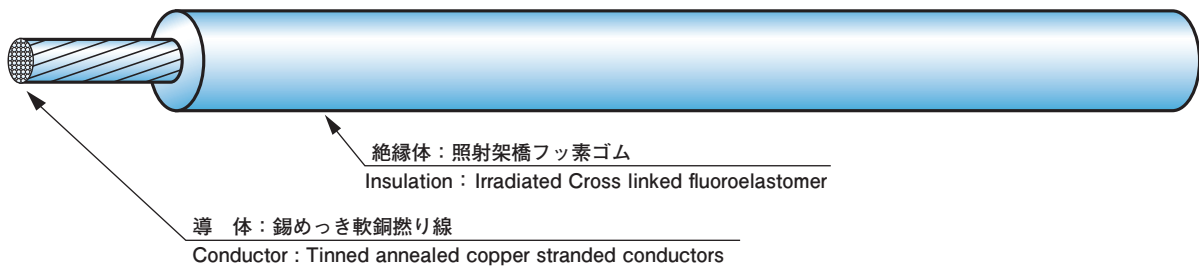 絶縁体：照射架橋フッ素ゴム
Insulation：Irradiated Cross linked fluoroelastomer
導　体：錫めっき軟銅撚り線
Conductor : Tinned annealed copper stranded conductors